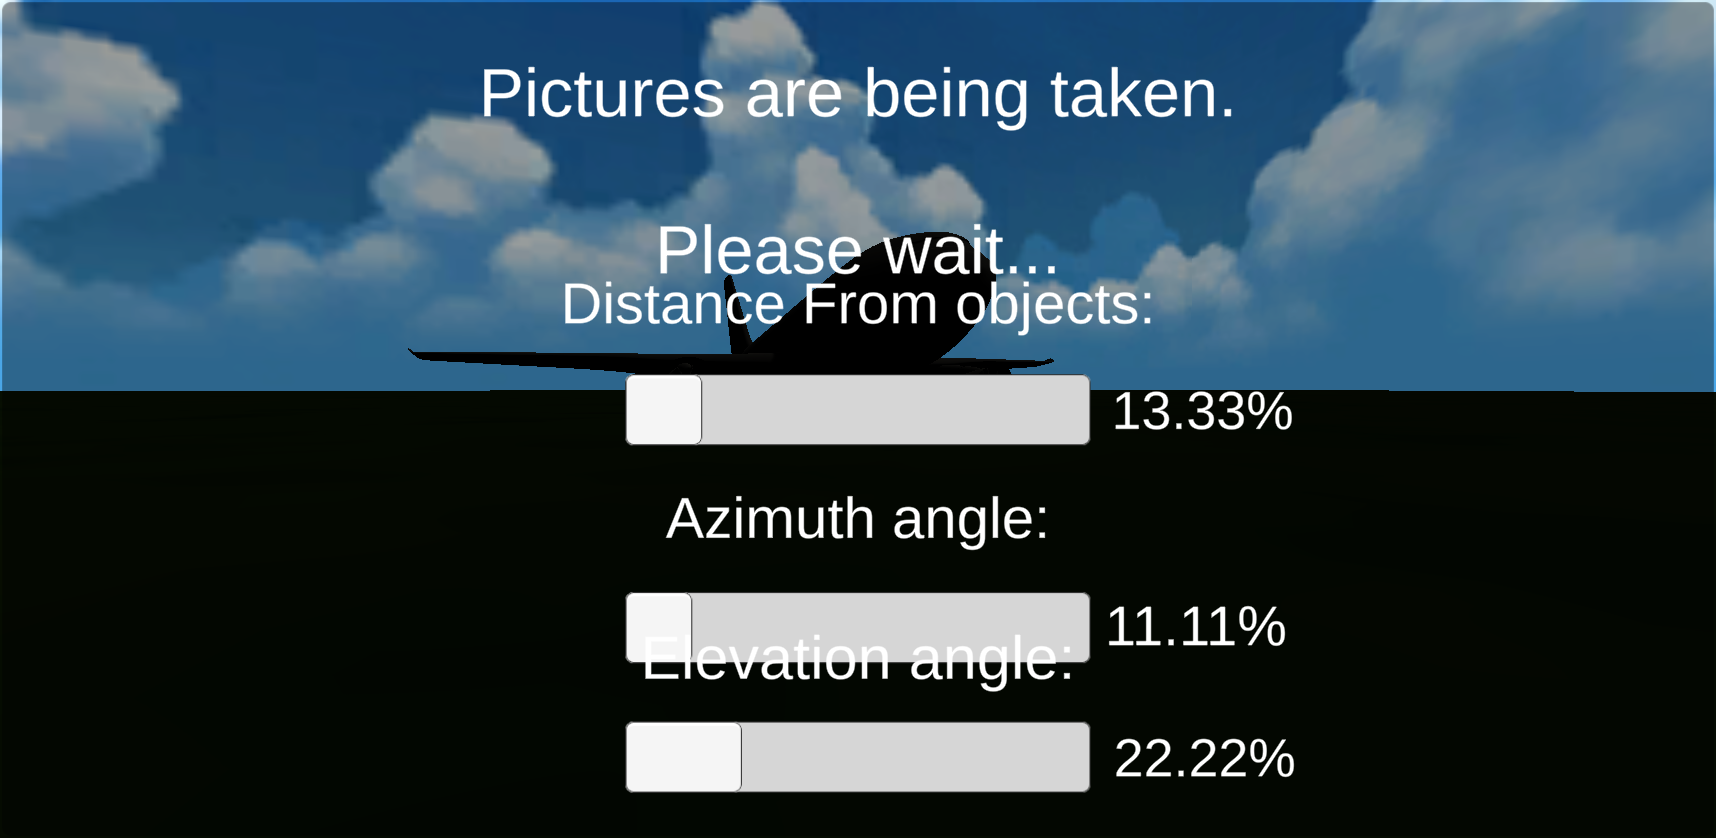 Pictures are being taken.
Please wait...
Distance From objects:
13.33%
Azimuth angle:
11.11%
Elevation angle:
22.22%